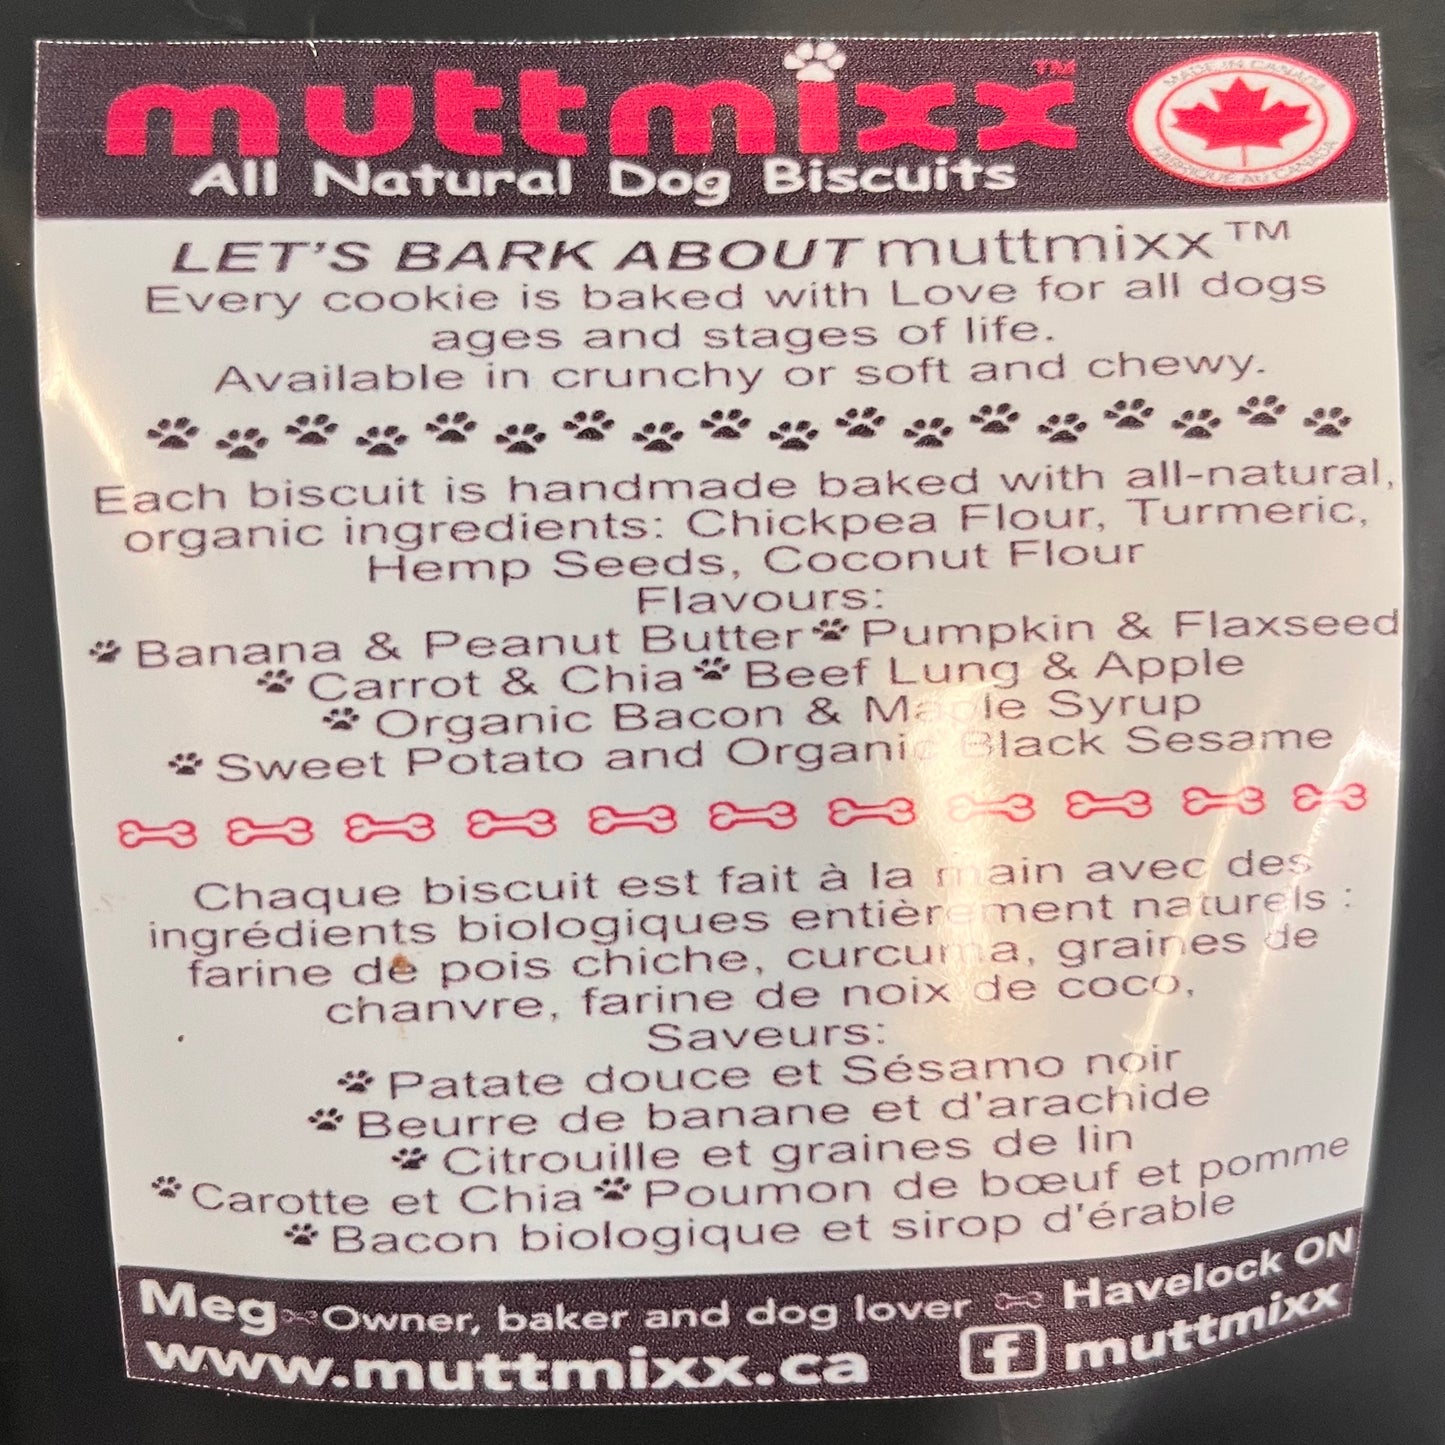 muttmixx™
MADE IN CANADA
FABRIQUÉ AU CANADA
All Natural Dog Biscuits
LET'S BARK ABOUT muttmixx™
Every cookie is baked with Love for all dogs
ages and stages of life.
Available in crunchy or soft and chewy.
Each biscuit is handmade baked with all-natural,
organic ingredients: Chickpea Flour, Turmeric,
Hemp Seeds, Coconut Flour
Flavours:
Banana & Peanut Butter Pumpkin & Flaxseed
Carrot & Chia Beef Lung & Apple
Organic Bacon & Maple Syrup
Sweet Potato and Organic Black Sesame
Chaque biscuit est fait à la main avec des
ingrédients biologiques entièrement naturels :
farine de pois chiche, curcuma, graines de
chanvre, farine de noix de coco,
Saveurs:
Patate douce et Sésamo noir
Beurre de banane et d'arachide
Citrouille et graines de lin
Carotte et Chia Poumon de bœuf et pomme
Bacon biologique et sirop d'érable
Meg Owner, baker and dog lover Havelock ON
www.muttmixx.ca f muttmixx